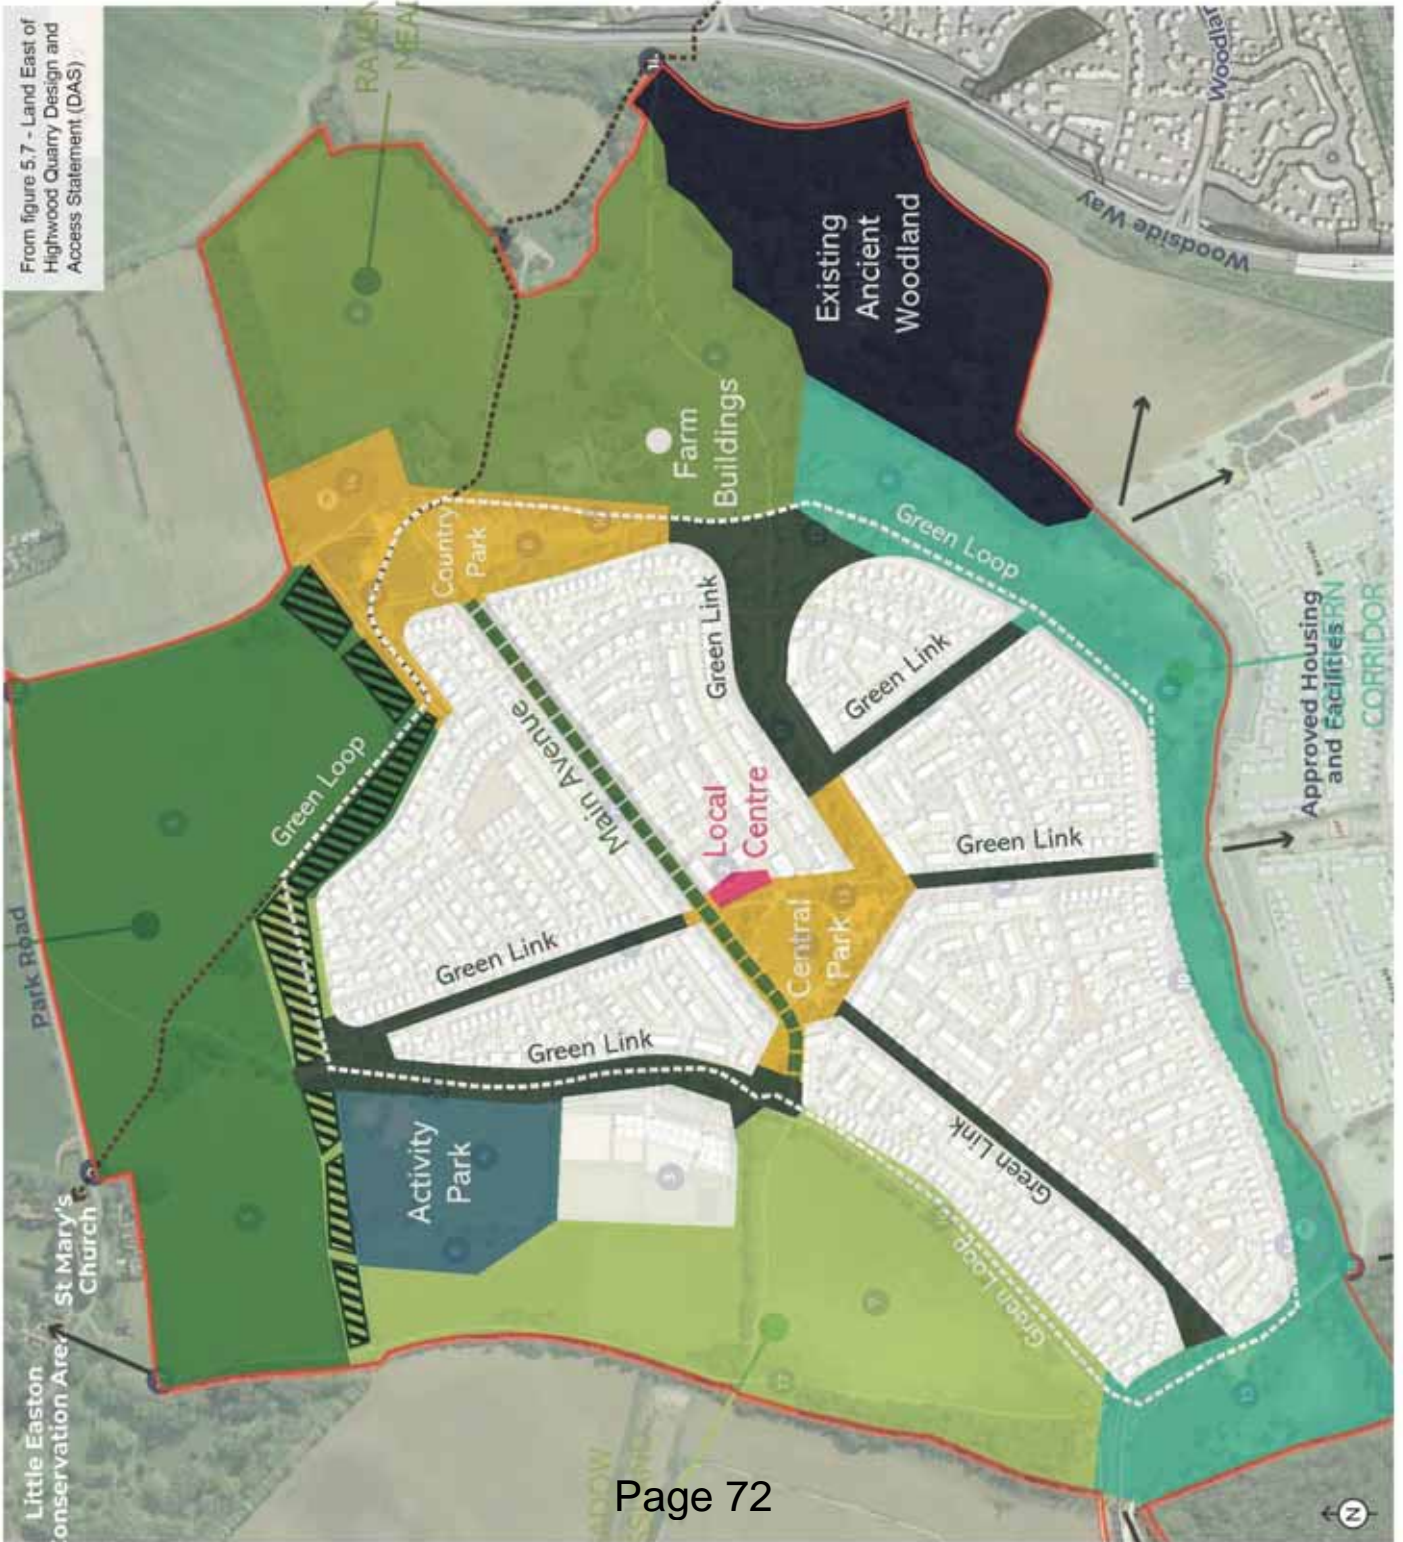 From figure 5.7 - Land East of
Highwood Quarry Design and
Access Statement (DAS)
Little Easton
Conservation Area
St Mary's
Church
Park Road
Green Loop
Activity
Park
Green Link
Green Link
Main Avenue
Country
Park
Local
Centre
Central
Park
Green Link
Farm
Buildings
Green Link
Green Link
Green Link
Green Loop
Green Loop
Existing
Ancient
Woodland
Woodside Way
Approved Housing
and Facilities
CORRIDOR
N
Page 72